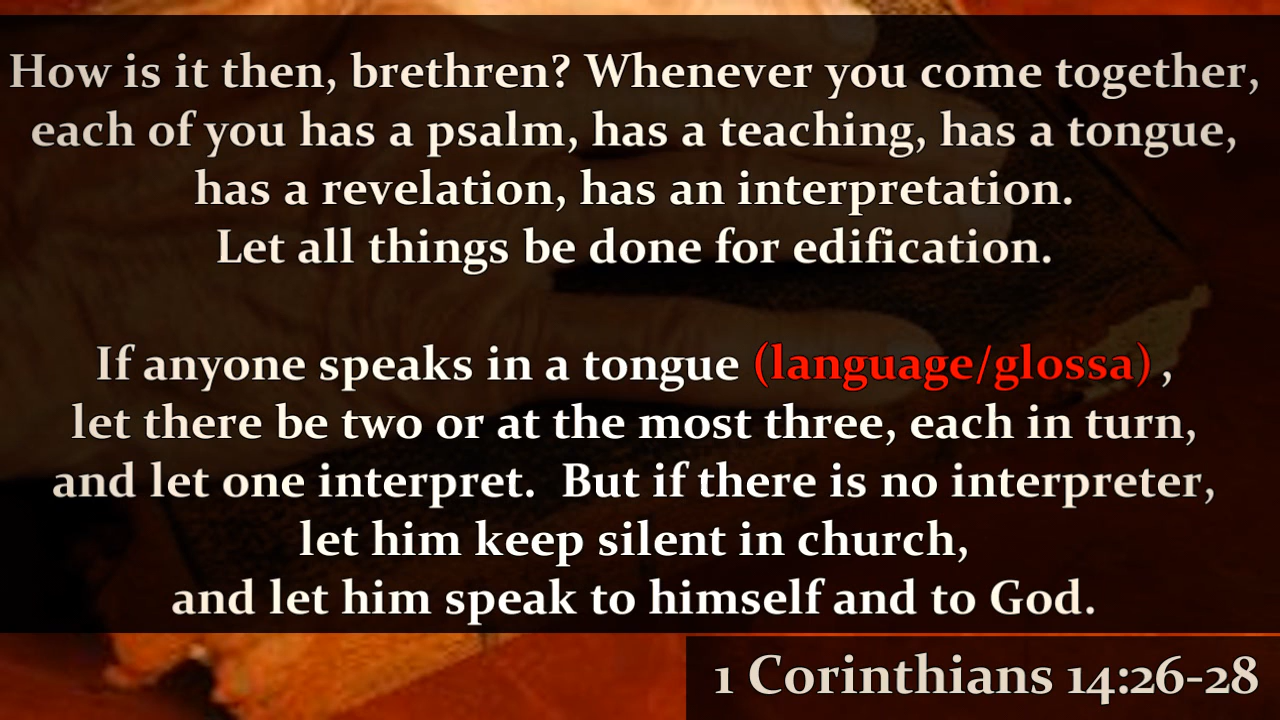 How is it then, brethren? Whenever you come together,
each of you has a psalm, has a teaching, has a tongue,
has a revelation, has an interpretation.
Let all things be done for edification.
If anyone speaks in a tongue (language/glossa) ,
let there be two or at the most three, each in turn,
and let one interpret.  But if there is no interpreter,
let him keep silent in church,
and let him speak to himself and to God.
1 Corinthians 14:26-28